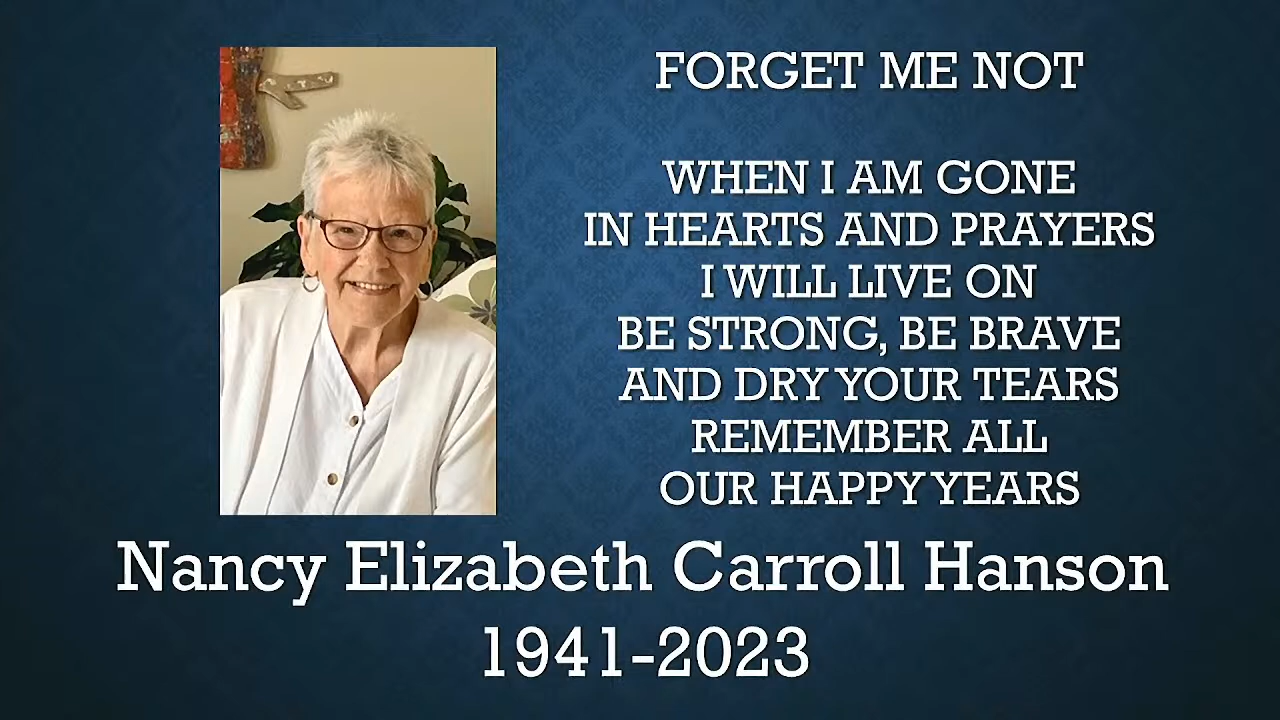 FORGET ME NOT
WHEN I AM GONE
IN HEARTS AND PRAYERS
I WILL LIVE ON
BE STRONG, BE BRAVE
AND DRY YOUR TEARS
REMEMBER ALL
OUR HAPPY YEARS
Nancy Elizabeth Carroll Hanson
1941-2023